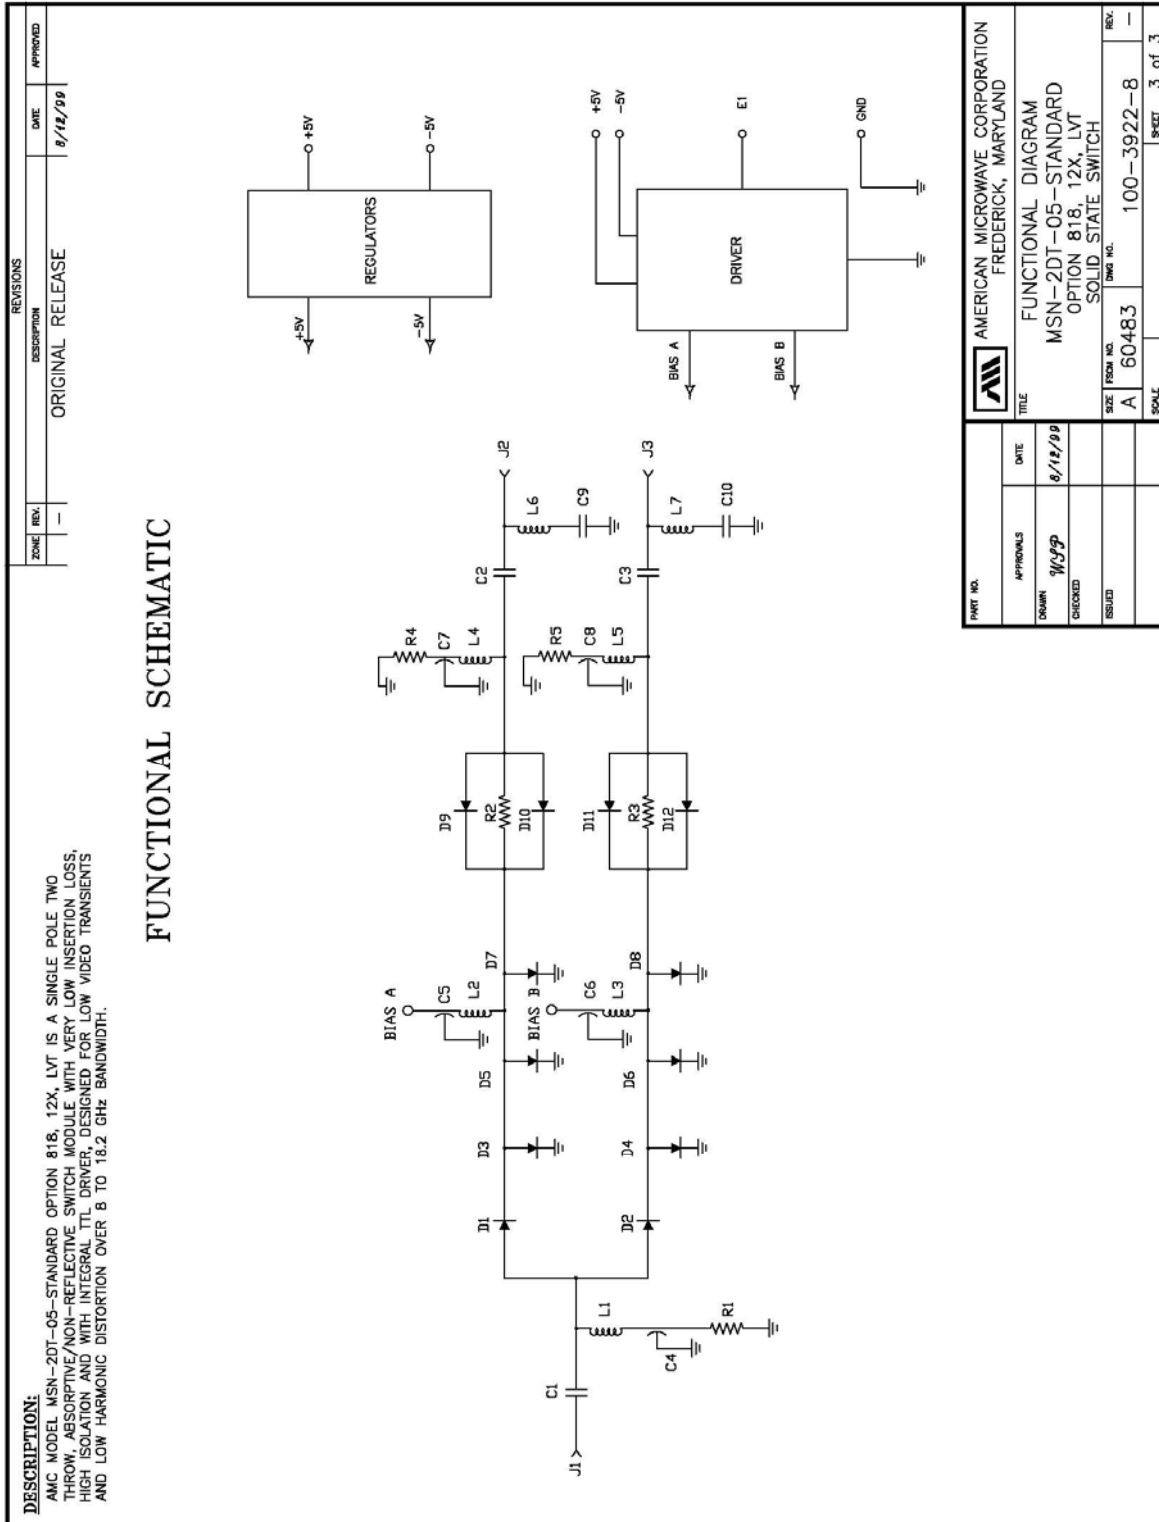 REVISIONS
ZONE REV. DESCRIPTION DATE APPROVED
— ORIGINAL RELEASE 8/12/99
DESCRIPTION:
AMC MODEL MSN-2DT-05-STANDARD OPTION 818, 12X, LVT IS A SINGLE POLE TWO
THROW, ABSORPTIVE/NON-REFLECTIVE SWITCH MODULE WITH VERY LOW INSERTION LOSS,
HIGH ISOLATION AND WITH INTEGRAL TTL DRIVER, DESIGNED FOR LOW VIDEO TRANSIENTS
AND LOW HARMONIC DISTORTION OVER 8 TO 18.2 GHz BANDWIDTH.
FUNCTIONAL SCHEMATIC
+5V +5V
REGULATORS
-5V -5V
BIAS A
C5
L2
R4
C7
L4
D9
R2
D10
J1
C1
L1
C4
R1
D1
D3
D5
D7
C2
J2
L6
C9
BIAS B
C6
L3
R5
C8
L5
D11
R3
D12
D2
D4
D6
D8
C3
J3
L7
C10
+5V
-5V
BIAS A
DRIVER
E1
BIAS B
GND
PART NO.
APPROVALS DATE
DRAWN WSP 8/12/99
CHECKED
ISSUED
AMERICAN MICROWAVE CORPORATION
FREDERICK, MARYLAND
TITLE
FUNCTIONAL DIAGRAM
MSN-2DT-05-STANDARD
OPTION 818, 12X, LVT
SOLID STATE SWITCH
SIZE FSCM NO. DWG NO. REV.
A 60483 100-3922-8 —
SCALE SHEET 3 of 3